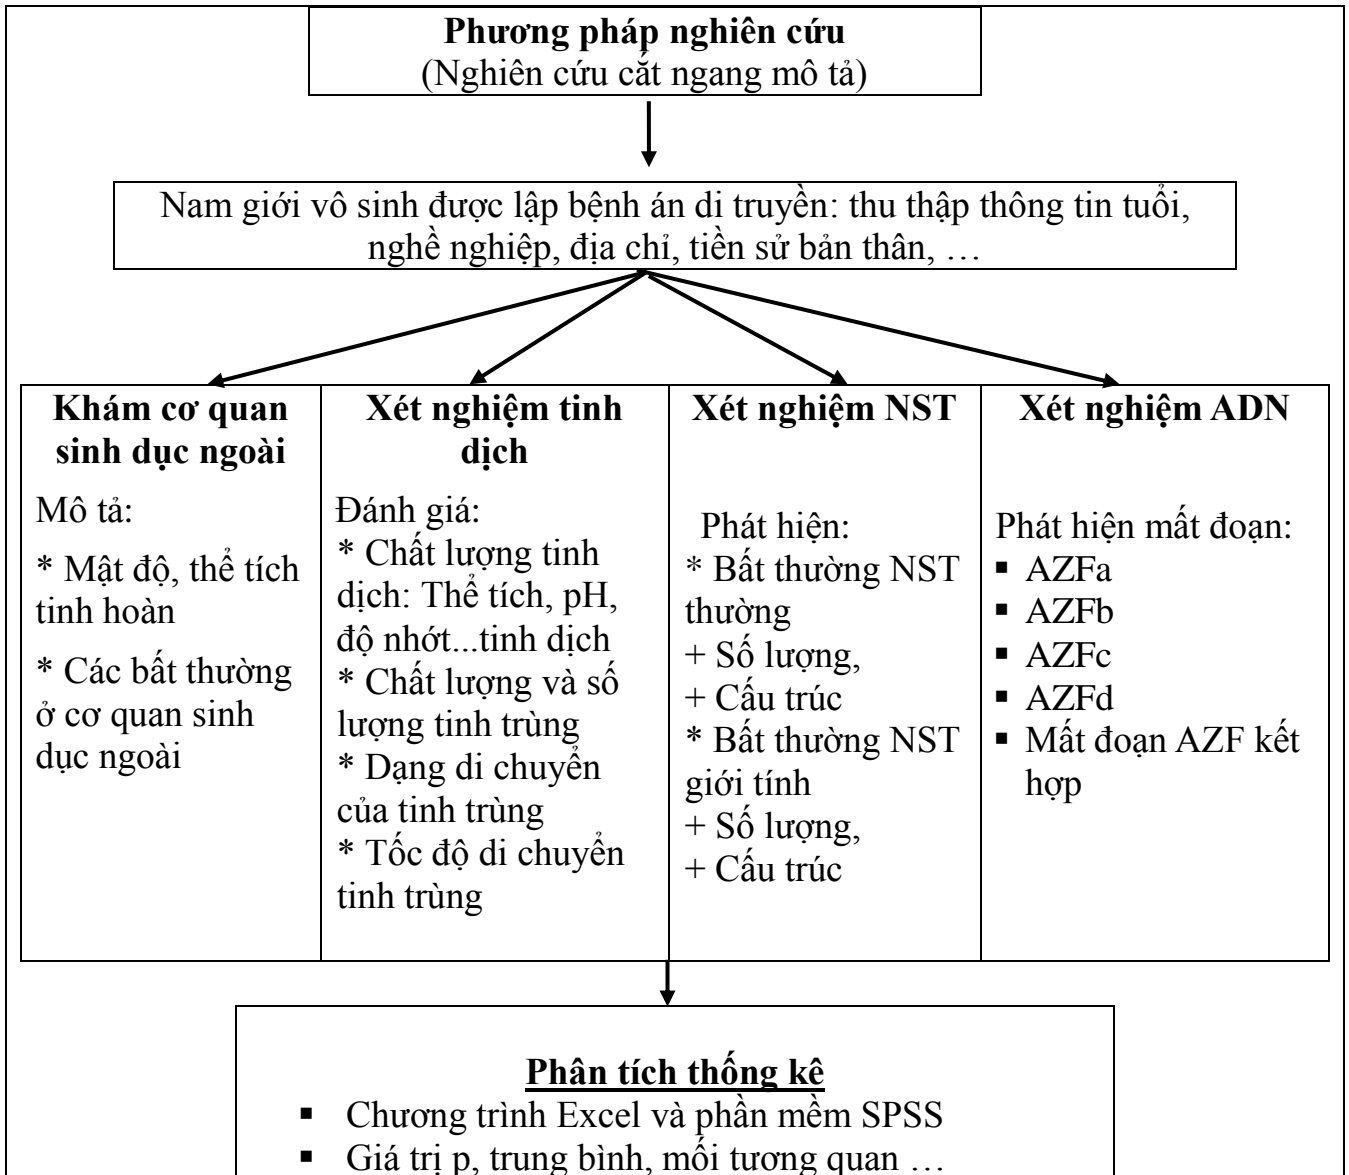 Phương pháp nghiên cứu
(Nghiên cứu cắt ngang mô tả)
Nam giới vô sinh được lập bệnh án di truyền: thu thập thông tin tuổi,
nghề nghiệp, địa chỉ, tiền sử bản thân, …
Khám cơ quan
sinh dục ngoài
Mô tả:
* Mật độ, thể tích
tinh hoàn
* Các bất thường
ở cơ quan sinh
dục ngoài
Xét nghiệm tinh
dịch
Đánh giá:
* Chất lượng tinh
dịch: Thể tích, pH,
độ nhớt...tinh dịch
* Chất lượng và số
lượng tinh trùng
* Dạng di chuyển
của tinh trùng
* Tốc độ di chuyển
tinh trùng
Xét nghiệm NST
Phát hiện:
* Bất thường NST
thường
+ Số lượng,
+ Cấu trúc
* Bất thường NST
giới tính
+ Số lượng,
+ Cấu trúc
Xét nghiệm ADN
Phát hiện mất đoạn:
▪ AZFa
▪ AZFb
▪ AZFc
▪ AZFd
▪ Mất đoạn AZF kết
hợp
Phân tích thống kê
▪ Chương trình Excel và phần mềm SPSS
▪ Giá trị p, trung bình, mối tương quan …